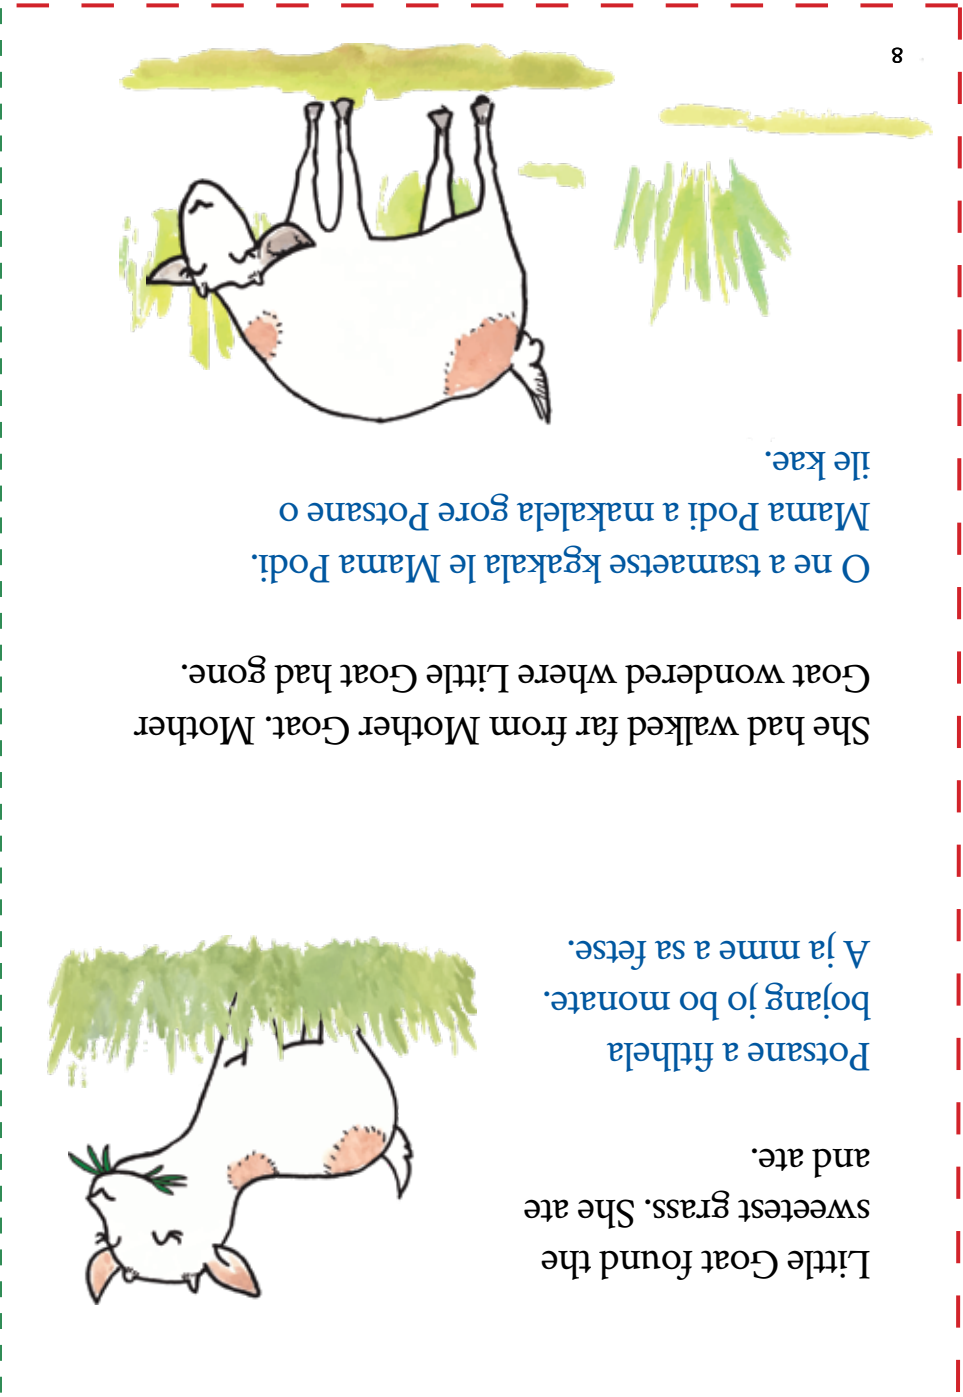 Little Goat found the
sweetest grass. She ate
and ate.
Potsane a fitlhela
bojang jo bo monate.
A ja mme a sa fetse.
She had walked far from Mother Goat. Mother
Goat wondered where Little Goat had gone.
O ne a tsamaetse kgakala le Mama Podi.
Mama Podi a makalela gore Potsane o
ile kae.
8